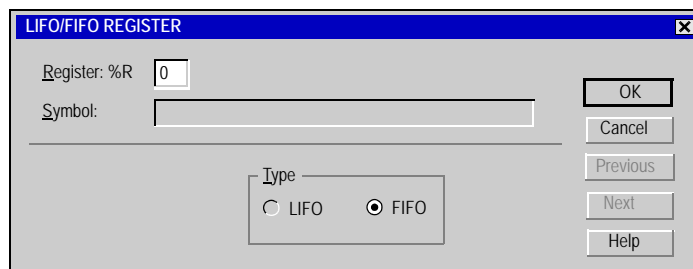 LIFO/FIFO REGISTER
Register: %R 0
Symbol:
Type
LIFO FIFO
OK
Cancel
Previous
Next
Help